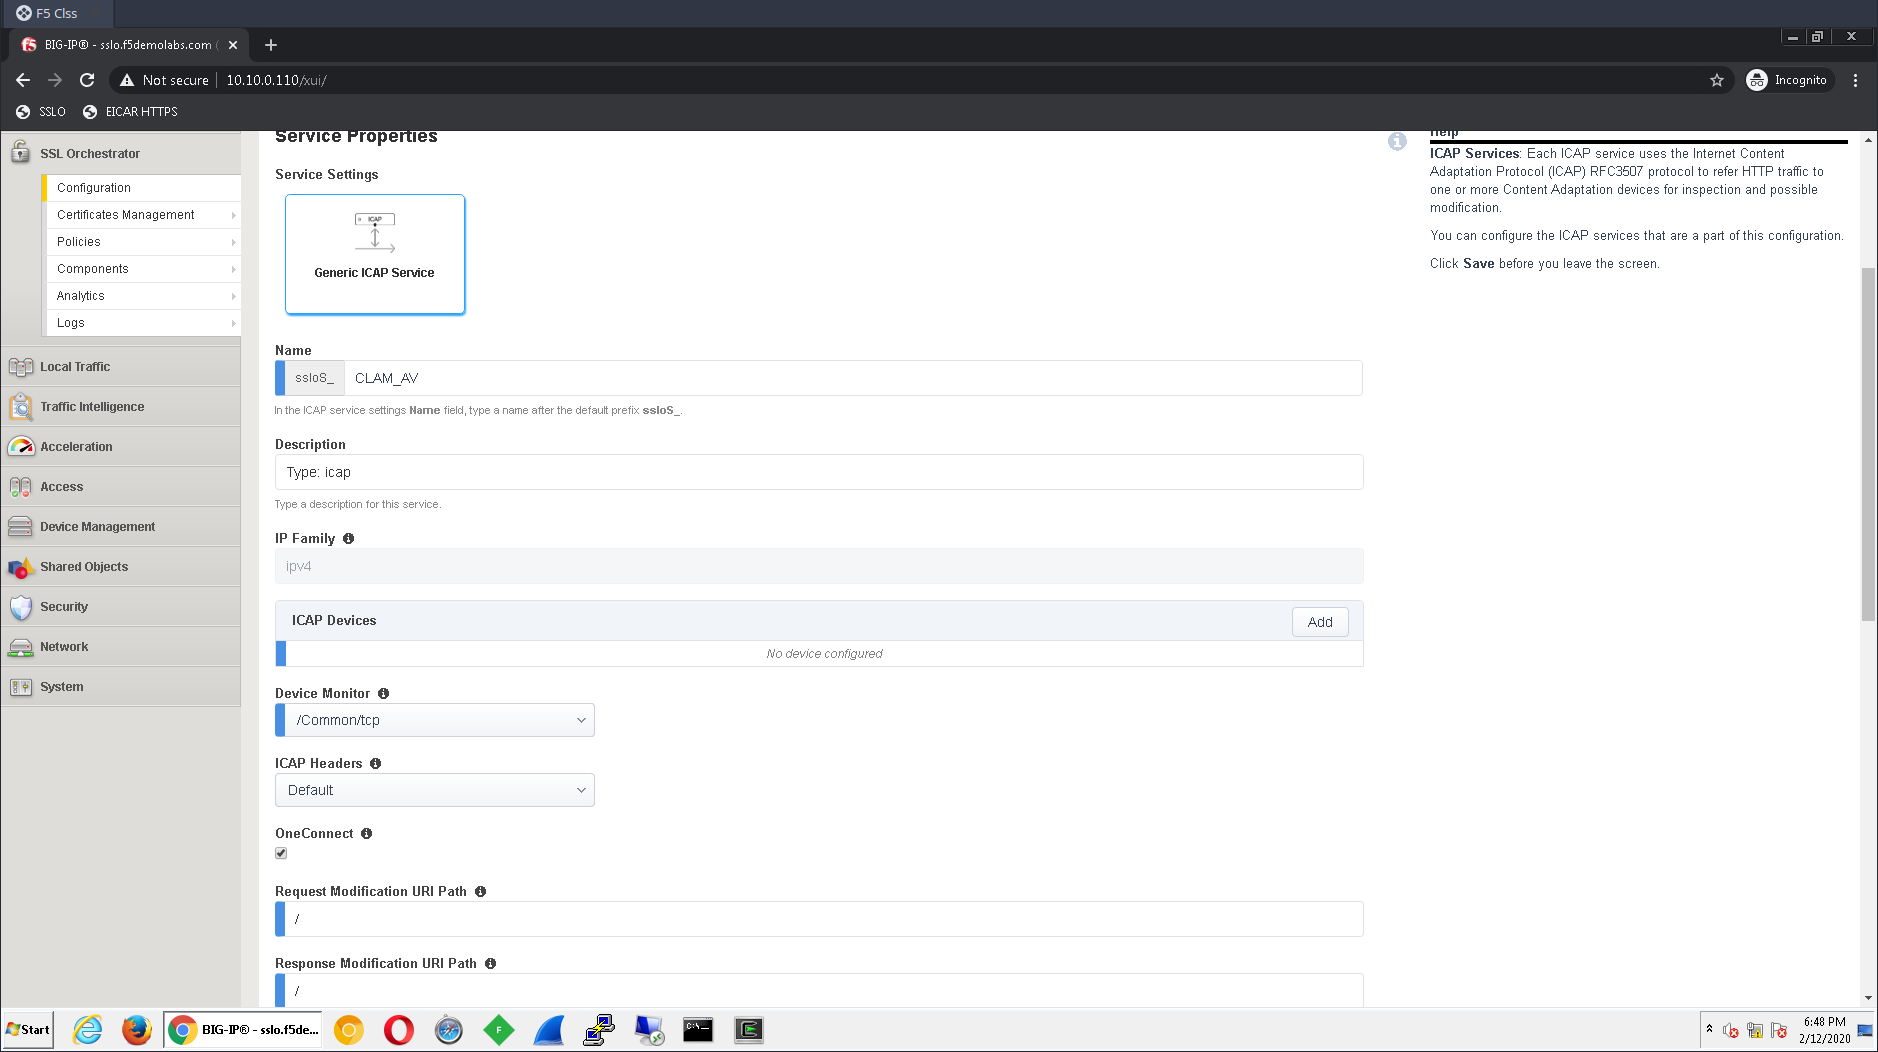 F5 Clss
BIG-IP® - sslo.f5demolabs.com (
Not secure
10.10.0.110/xui/
Incognito
SSLO
EICAR HTTPS
SSL Orchestrator
Configuration
Certificates Management
Policies
Components
Analytics
Logs
Local Traffic
Traffic Intelligence
Acceleration
Access
Device Management
Shared Objects
Security
Network
System
Service Properties
Service Settings
ICAP
Generic ICAP Service
Name
ssloS_
CLAM_AV
In the ICAP service settings Name field, type a name after the default prefix ssloS_.
Description
Type: icap
Type a description for this service.
IP Family
ipv4
ICAP Devices
Add
No device configured
Device Monitor
/Common/tcp
ICAP Headers
Default
OneConnect
Request Modification URI Path
/
Response Modification URI Path
/
Help
ICAP Services: Each ICAP service uses the Internet Content
Adaptation Protocol (ICAP) RFC3507 protocol to refer HTTP traffic to
one or more Content Adaptation devices for inspection and possible
modification.
You can configure the ICAP services that are a part of this configuration.
Click Save before you leave the screen.
Start
BIG-IP® - sslo.f5de...
6:48 PM
2/12/2020